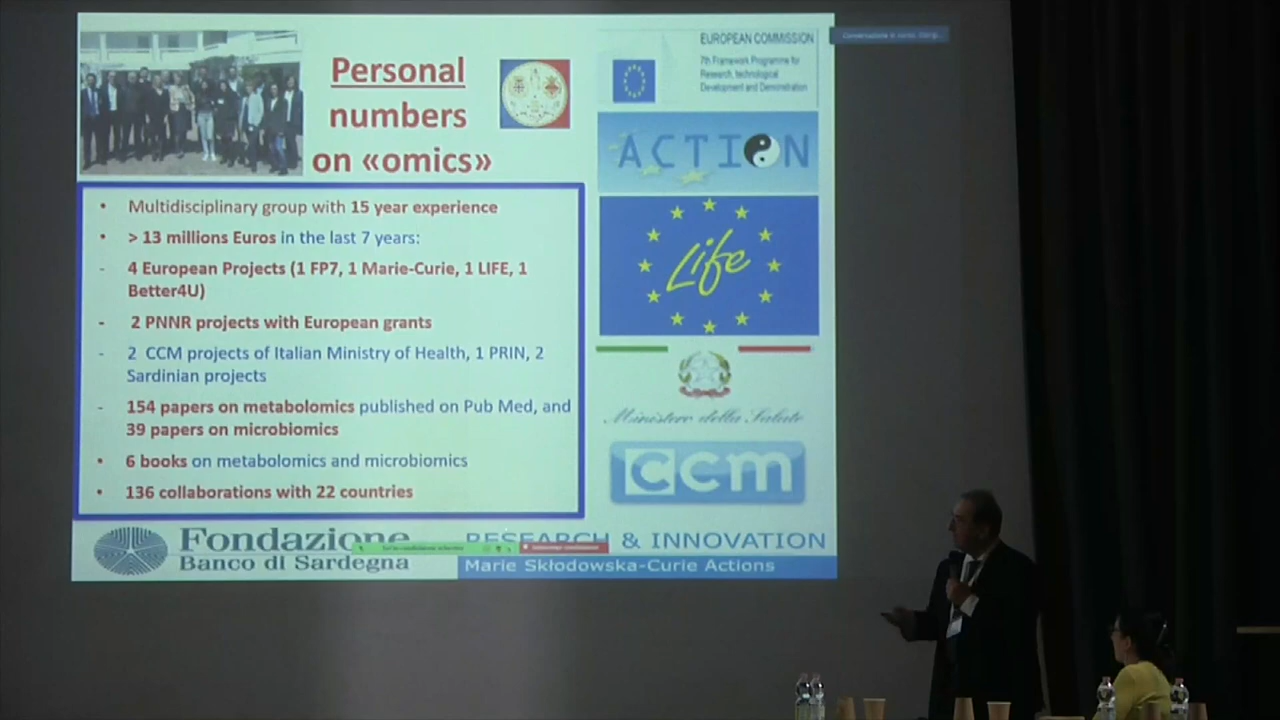 Personal
numbers
on «omics»
• Multidisciplinary group with 15 year experience
• > 13 millions Euros in the last 7 years:
- 4 European Projects (1 FP7, 1 Marie-Curie, 1 LIFE, 1
Better4U)
- 2 PNNR projects with European grants
- 2 CCM projects of Italian Ministry of Health, 1 PRIN, 2
Sardinian projects
- 154 papers on metabolomics published on Pub Med, and
39 papers on microbiomics
• 6 books on metabolomics and microbiomics
• 136 collaborations with 22 countries
EUROPEAN COMMISSION
7th Framework Programme for
Research, technological
Development and Demonstration
ACTION
Life
Ministero della Salute
ccm
Fondazione
Banco di Sardegna
RESEARCH & INNOVATION
Marie Skłodowska-Curie Actions